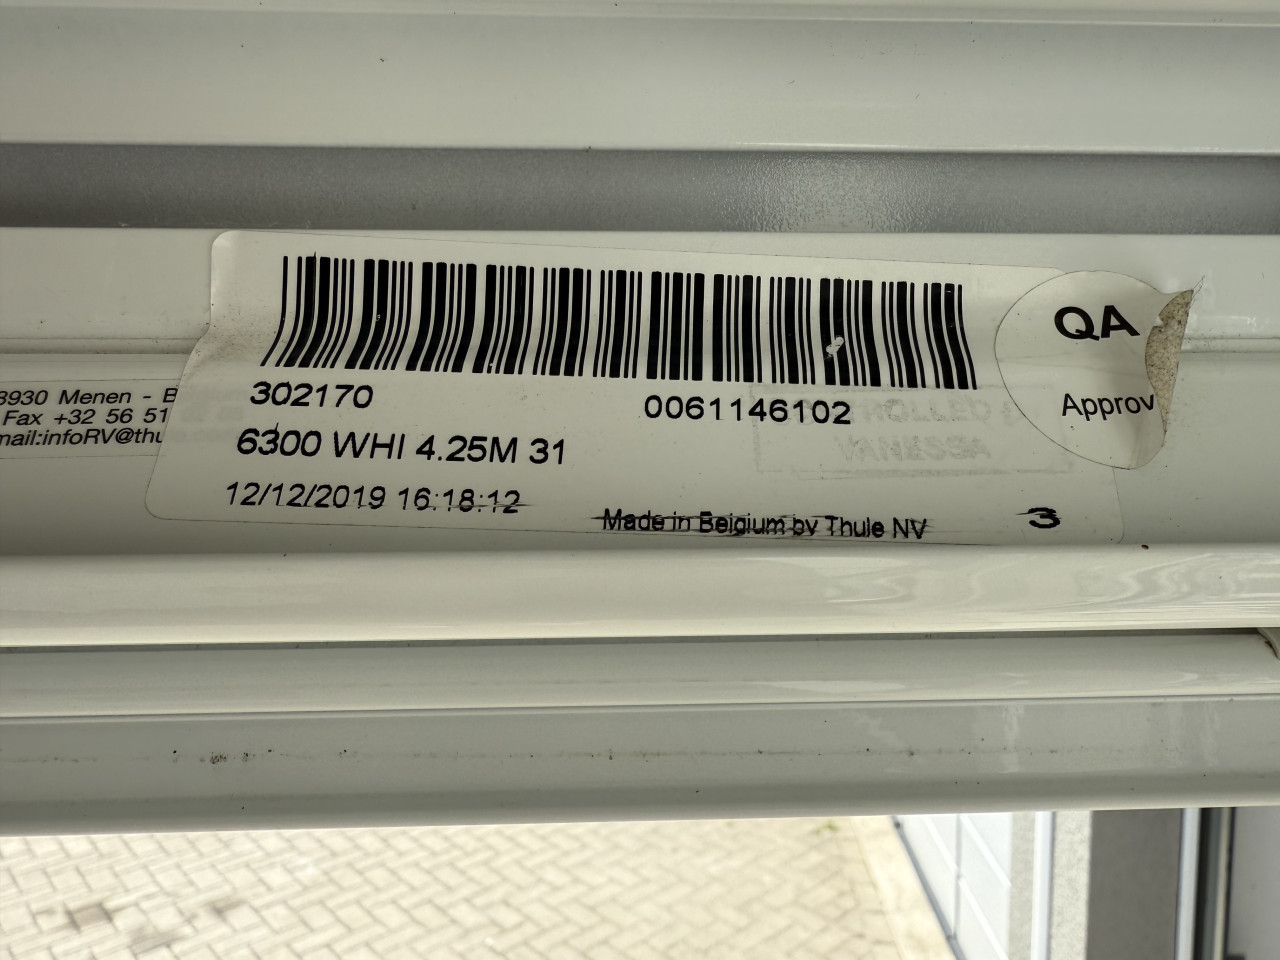 302170
0061146102
6300 WHI 4.25M 31
12/12/2019 16:18:12
Made in Belgium by Thule NV
3
QA
Approv
3930 Menen - B
Fax +32 56 51
mail:infoRV@thu
VANESSA